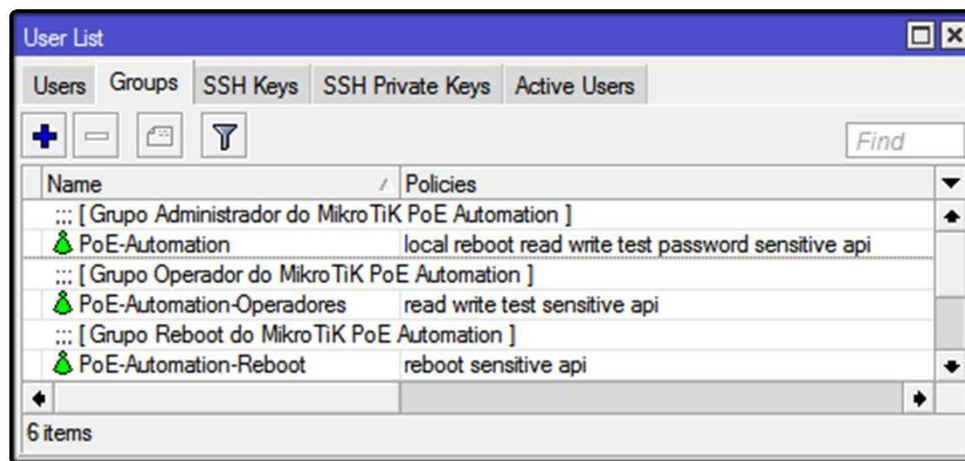 User List
Users Groups SSH Keys SSH Private Keys Active Users
Find
Name Policies
;;; [ Grupo Administrador do MikroTiK PoE Automation ]
PoE-Automation local reboot read write test password sensitive api
;;; [ Grupo Operador do MikroTiK PoE Automation ]
PoE-Automation-Operadores read write test sensitive api
;;; [ Grupo Reboot do MikroTiK PoE Automation ]
PoE-Automation-Reboot reboot sensitive api
6 items